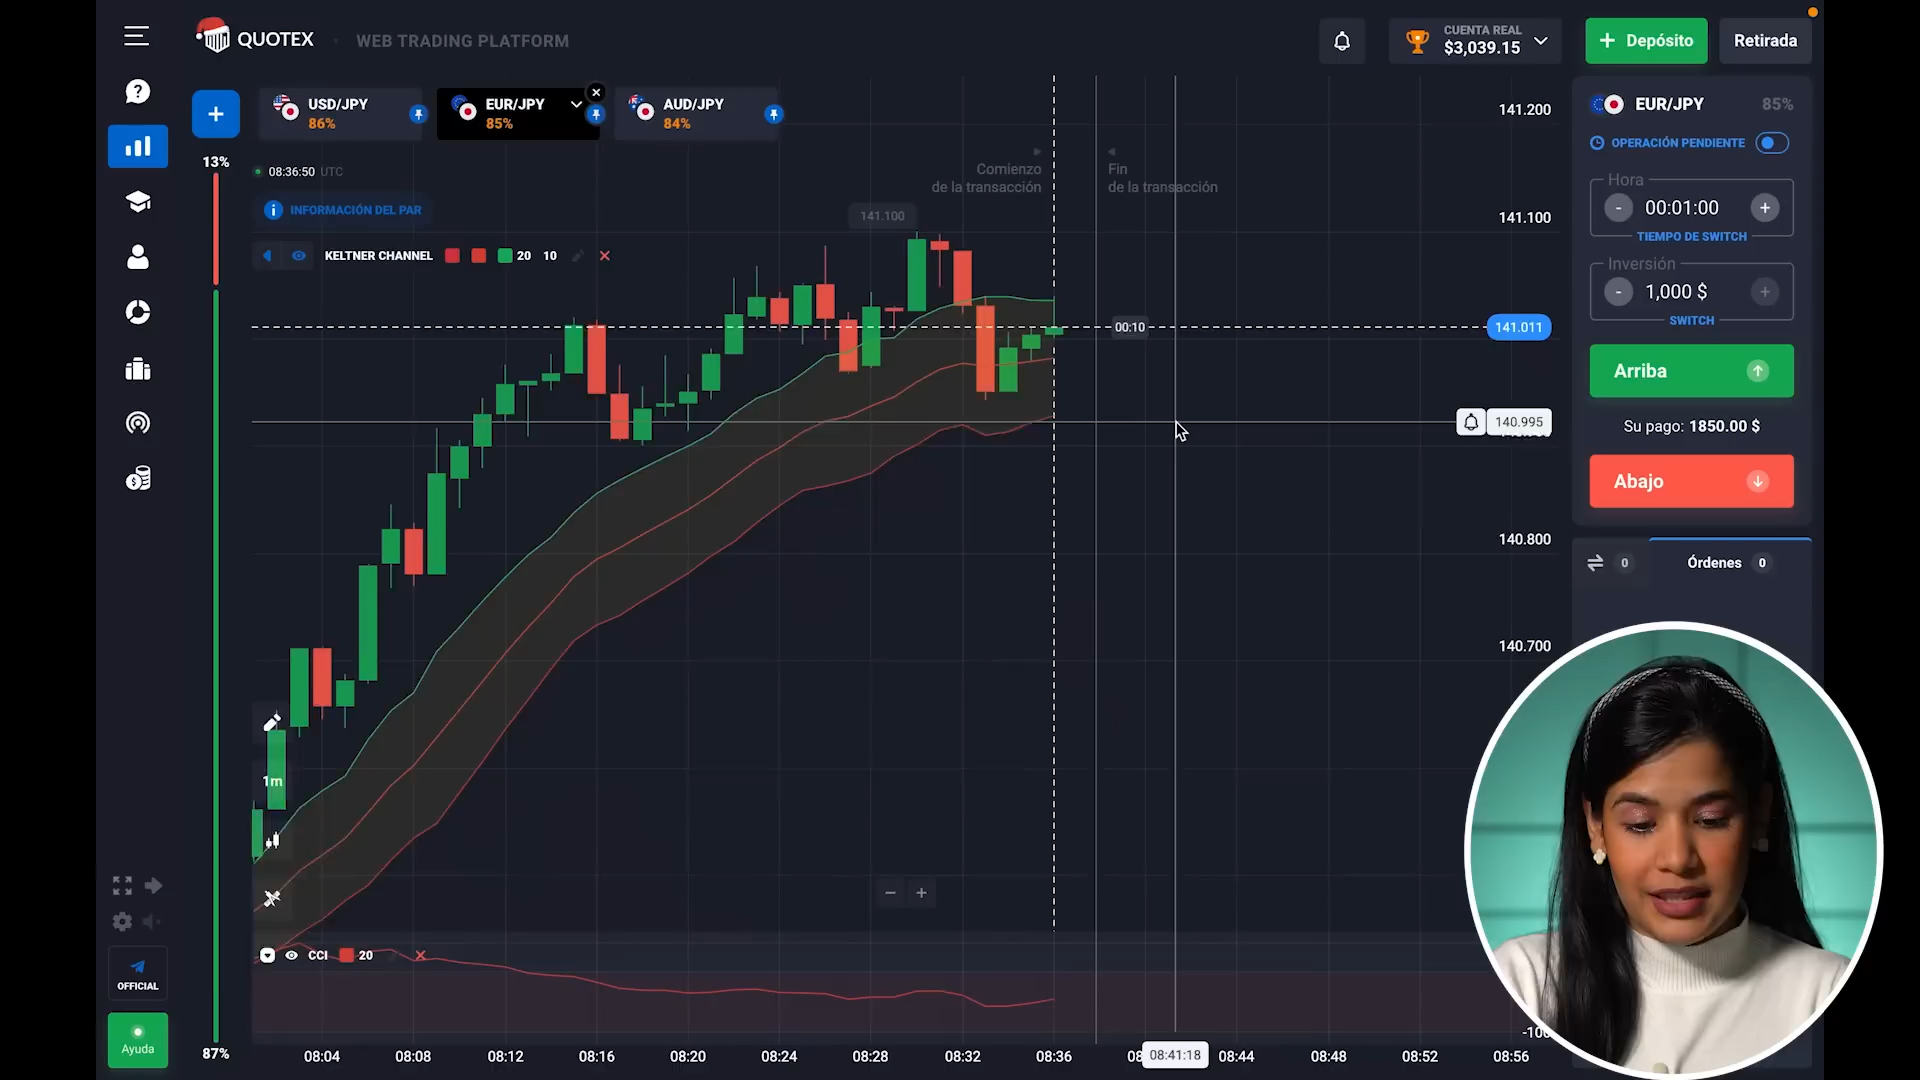 QUOTEX
WEB TRADING PLATFORM
CUENTA REAL
$3,039.15
+ Depósito
Retirada
USD/JPY
86%
EUR/JPY
85%
AUD/JPY
84%
13%
08:36:50 UTC
INFORMACIÓN DEL PAR
KELTNER CHANNEL 20 10
141.100
Comienzo
de la transacción
Fin
de la transacción
00:10
141.200
141.100
141.011
140.995
140.800
140.700
-100
EUR/JPY 85%
OPERACIÓN PENDIENTE
Hora
- 00:01:00 +
TIEMPO DE SWITCH
Inversión
- 1,000 $ +
SWITCH
Arriba
Su pago: 1850.00 $
Abajo
0
Órdenes 0
1m
CCI 20
OFFICIAL
Ayuda
87%
08:04
08:08
08:12
08:16
08:20
08:24
08:28
08:32
08:36
08:41:18
08:44
08:48
08:52
08:56